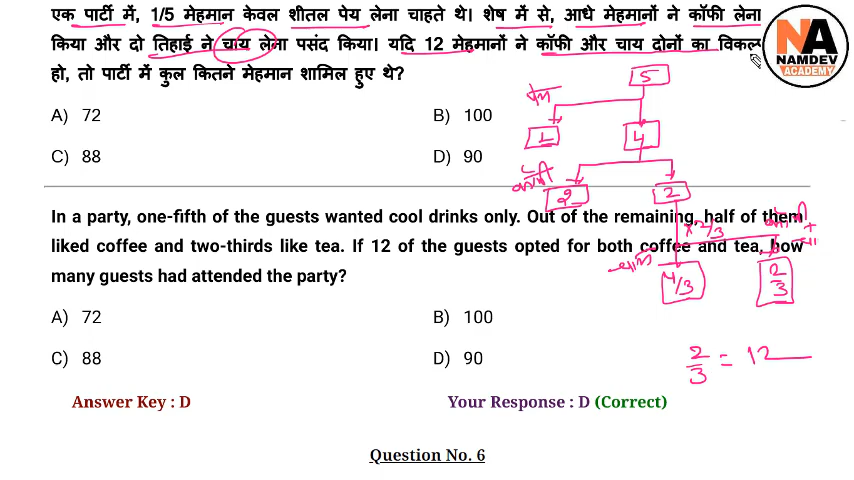 एक पार्टी में, 1/5 मेहमान केवल शीतल पेय लेना चाहते थे। शेष में से, आधे मेहमानों ने कॉफी लेना
किया और दो तिहाई ने चाय लेना पसंद किया। यदि 12 मेहमानों ने कॉफी और चाय दोनों का विकल्प
हो, तो पार्टी में कुल कितने मेहमान शामिल हुए थे?
NA
NAMDEV
ACADEMY
5
A) 72
B) 100
1
4
C) 88
D) 90
कॉफी
2
2
In a party, one-fifth of the guests wanted cool drinks only. Out of the remaining, half of them
×2/3
liked coffee and two-thirds like tea. If 12 of the guests opted for both coffee and tea, how
many guests had attended the party?
4/3
2/3
A) 72
B) 100
C) 88
D) 90
2/3 = 12
Answer Key : D
Your Response : D (Correct)
Question No. 6